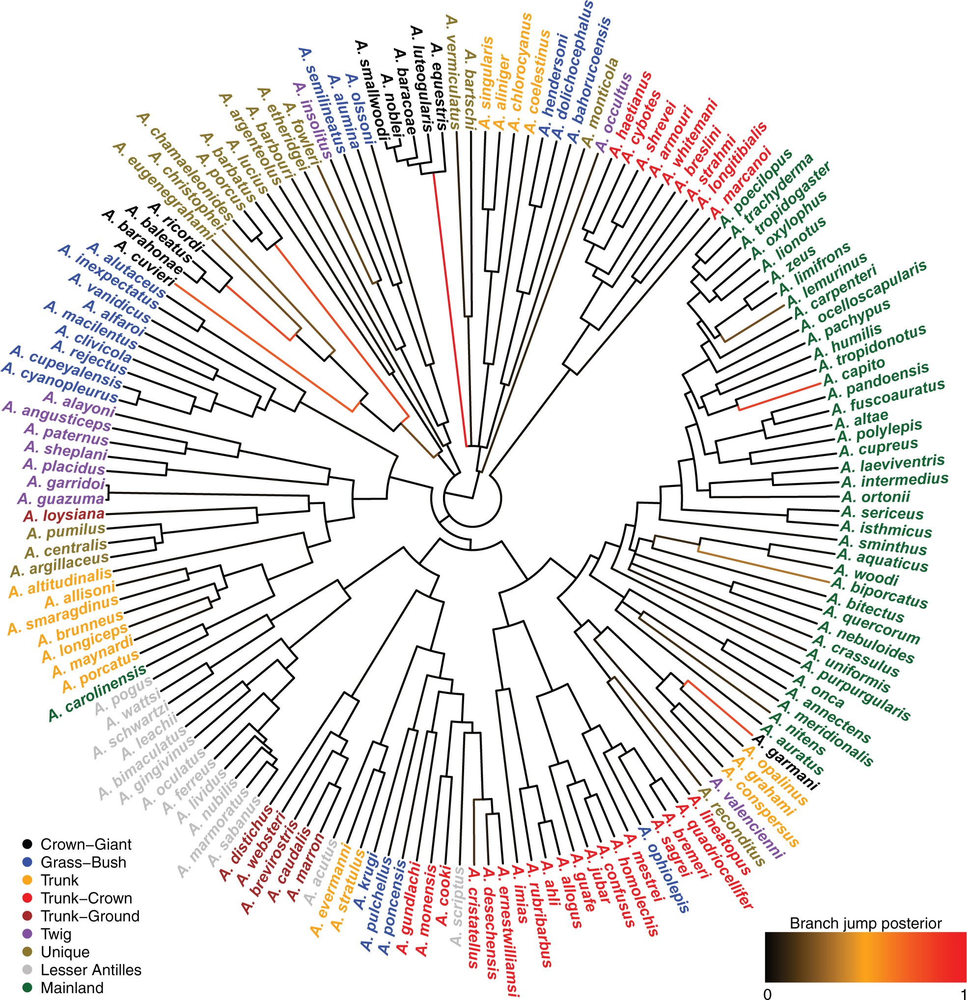 A. vermiculatus
A. bartschi
A. singularis
A. aliniger
A. chlorocyanus
A. coelestinus
A. hendersoni
A. dolichocephalus
A. bahorucoensis
A. monticola
A. occultus
A. haetianus
A. cybotes
A. shrevei
A. armouri
A. whitemani
A. breslini
A. strahmi
A. longitibialis
A. marcanoi
A. poecilopus
A. trachyderma
A. tropidogaster
A. oxylophus
A. lionotus
A. zeus
A. limifrons
A. lemurinus
A. carpenteri
A. ocelloscapularis
A. pachypus
A. humilis
A. tropidonotus
A. capito
A. pandoensis
A. fuscoauratus
A. altae
A. polylepis
A. cupreus
A. laeviventris
A. intermedius
A. ortonii
A. sericeus
A. isthmicus
A. sminthus
A. aquaticus
A. woodi
A. biporcatus
A. bitectus
A. quercorum
A. nebuloides
A. crassulus
A. uniformis
A. purpurgularis
A. onca
A. annectens
A. meridionalis
A. nitens
A. auratus
A. garmani
A. opalinus
A. grahami
A. conspersus
A. valencienni
A. reconditus
A. lineatopus
A. quadriocellifer
A. bremeri
A. sagrei
A. ophiolepis
A. mestrei
A. homolechis
A. confusus
A. jubar
A. guafe
A. allogus
A. ahli
A. rubribarbus
A. imias
A. ernestwilliamsi
A. desechensis
A. cristatellus
A. scriptus
A. cooki
A. monensis
A. gundlachi
A. poncensis
A. pulchellus
A. krugi
A. stratulus
A. evermanni
A. acutus
A. marron
A. caudalis
A. brevirostris
A. websteri
A. distichus
A. sabanus
A. marmoratus
A. nubilis
A. lividus
A. ferreus
A. oculatus
A. gingivinus
A. bimaculatus
A. leachii
A. schwartzi
A. wattsi
A. pogus
A. carolinensis
A. porcatus
A. maynardi
A. longiceps
A. brunneus
A. smaragdinus
A. allisoni
A. altitudinalis
A. argillaceus
A. centralis
A. pumilus
A. loysiana
A. guazuma
A. garridoi
A. placidus
A. sheplani
A. paternus
A. angusticeps
A. alayoni
A. cyanopleurus
A. cupeyalensis
A. rejectus
A. clivicola
A. macilentus
A. alfaroi
A. vanidicus
A. inexpectatus
A. alutaceus
A. cuvieri
A. barahonae
A. baleatus
A. ricordi
A. eugenegrahami
A. christophei
A. chamaeleonides
A. porcus
A. barbatus
A. lucius
A. argenteolus
A. barbouri
A. etheridgei
A. fowleri
A. insolitus
A. semilineatus
A. alumina
A. olssoni
A. smallwoodi
A. noblei
A. baracoae
A. luteogularis
A. equestris
Crown–Giant
Grass–Bush
Trunk
Trunk–Crown
Trunk–Ground
Twig
Unique
Lesser Antilles
Mainland
Branch jump posterior
0 1